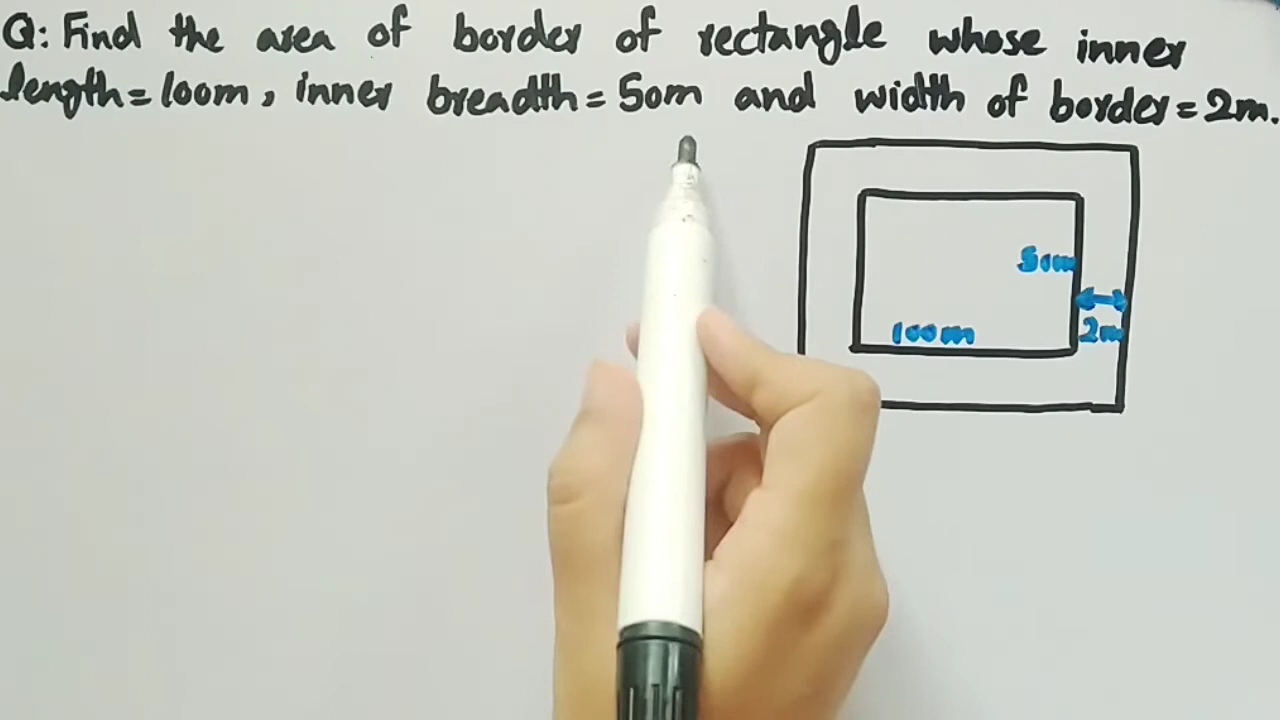 Q: Find the area of border of rectangle whose inner
length = 100m, inner breadth = 50m and width of border = 2m.
50m
100m
2m